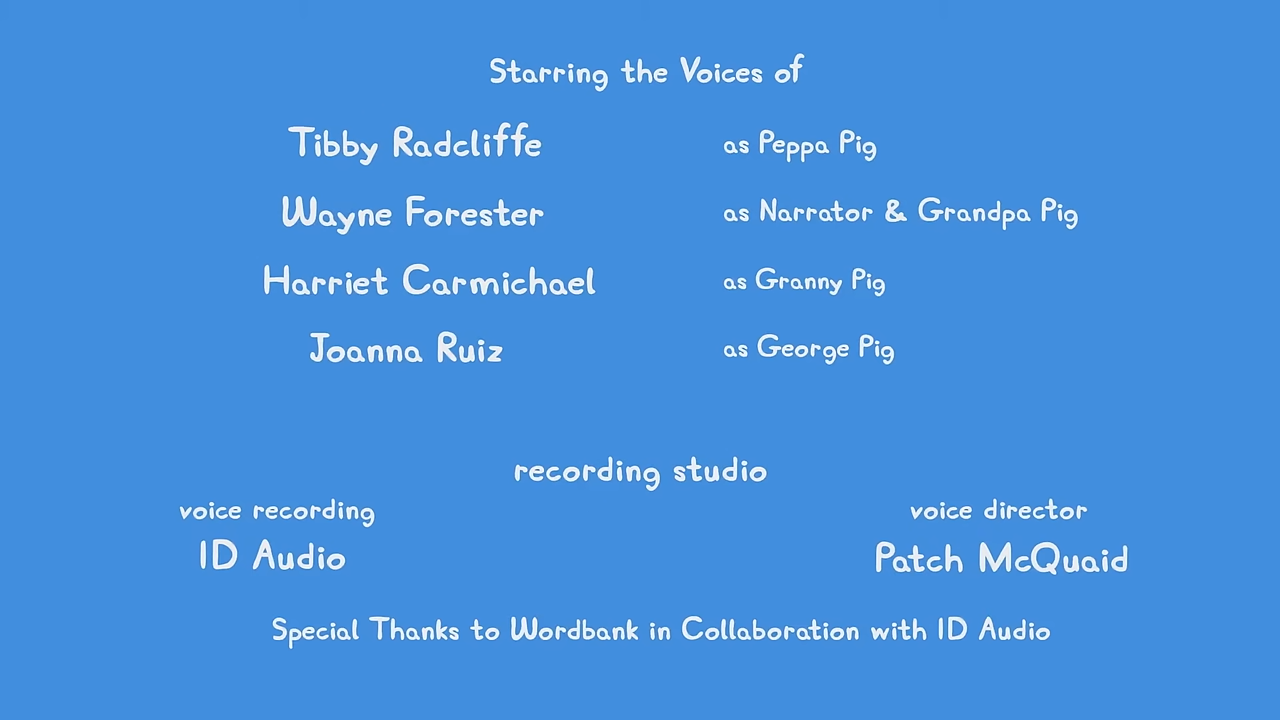 Starring the Voices of
Tibby Radcliffe as Peppa Pig
Wayne Forester as Narrator & Grandpa Pig
Harriet Carmichael as Granny Pig
Joanna Ruiz as George Pig
recording studio
voice recording voice director
ID Audio Patch McQuaid
Special Thanks to Wordbank in Collaboration with ID Audio